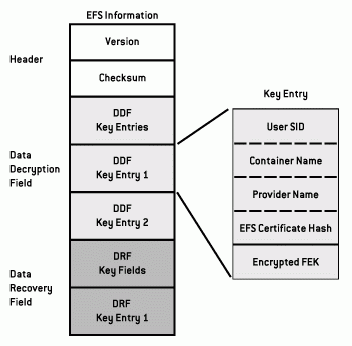 EFS Information
Header
Version
Checksum
Data
Decryption
Field
DDF
Key Entries
DDF
Key Entry 1
DDF
Key Entry 2
Data
Recovery
Field
DRF
Key Fields
DRF
Key Entry 1
Key Entry
User SID
Container Name
Provider Name
EFS Certificate Hash
Encrypted FEK